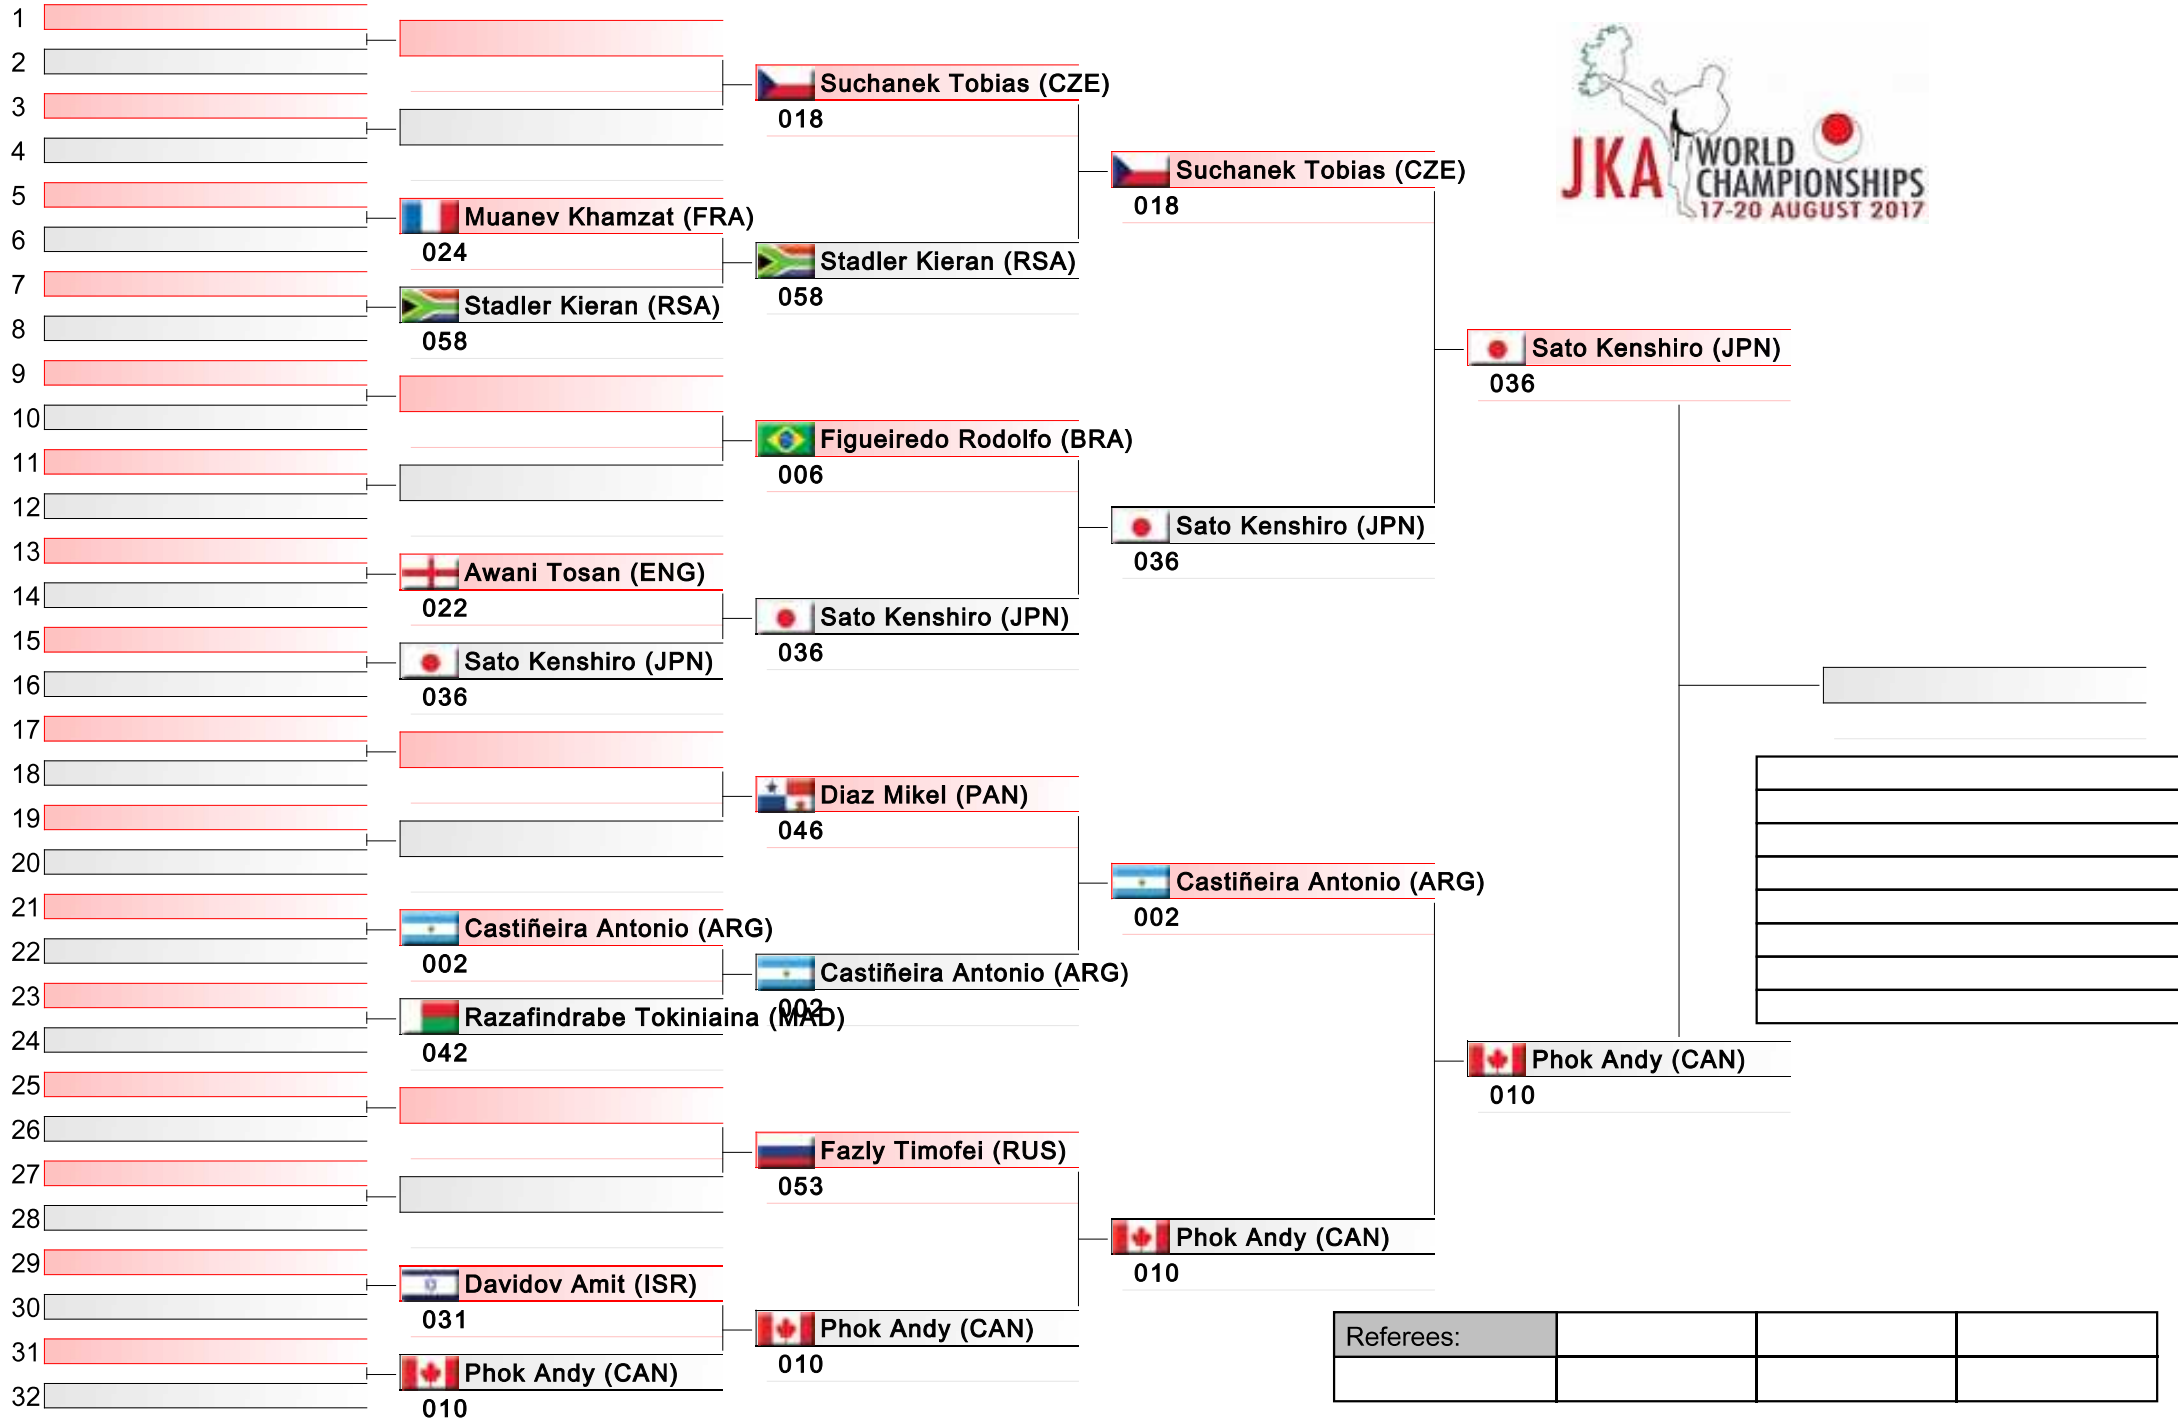 1
2
3
4
5
6
7
8
9
10
11
12
13
14
15
16
17
18
19
20
21
22
23
24
25
26
27
28
29
30
31
32
Muanev Khamzat (FRA)
024
Stadler Kieran (RSA)
058
Awani Tosan (ENG)
022
Sato Kenshiro (JPN)
036
Castiñeira Antonio (ARG)
002
Razafindrabe Tokiniaina (MAD)
042
Davidov Amit (ISR)
031
Phok Andy (CAN)
010
Suchanek Tobias (CZE)
018
Stadler Kieran (RSA)
058
Figueiredo Rodolfo (BRA)
006
Sato Kenshiro (JPN)
036
Diaz Mikel (PAN)
046
Castiñeira Antonio (ARG)
002
Fazly Timofei (RUS)
053
Phok Andy (CAN)
010
Suchanek Tobias (CZE)
018
Sato Kenshiro (JPN)
036
Castiñeira Antonio (ARG)
002
Phok Andy (CAN)
010
Sato Kenshiro (JPN)
036
Phok Andy (CAN)
010
JKA WORLD
CHAMPIONSHIPS
17-20 AUGUST 2017
Referees: